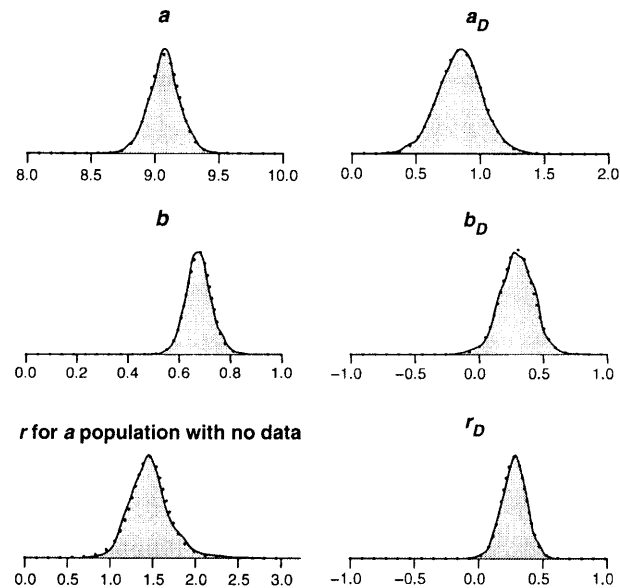 a
a_D
8.0 8.5 9.0 9.5 10.0
0.0 0.5 1.0 1.5 2.0
b
b_D
0.0 0.2 0.4 0.6 0.8 1.0
−1.0 −0.5 0.0 0.5 1.0
r for a population with no data
r_D
0.0 0.5 1.0 1.5 2.0 2.5 3.0
−1.0 −0.5 0.0 0.5 1.0